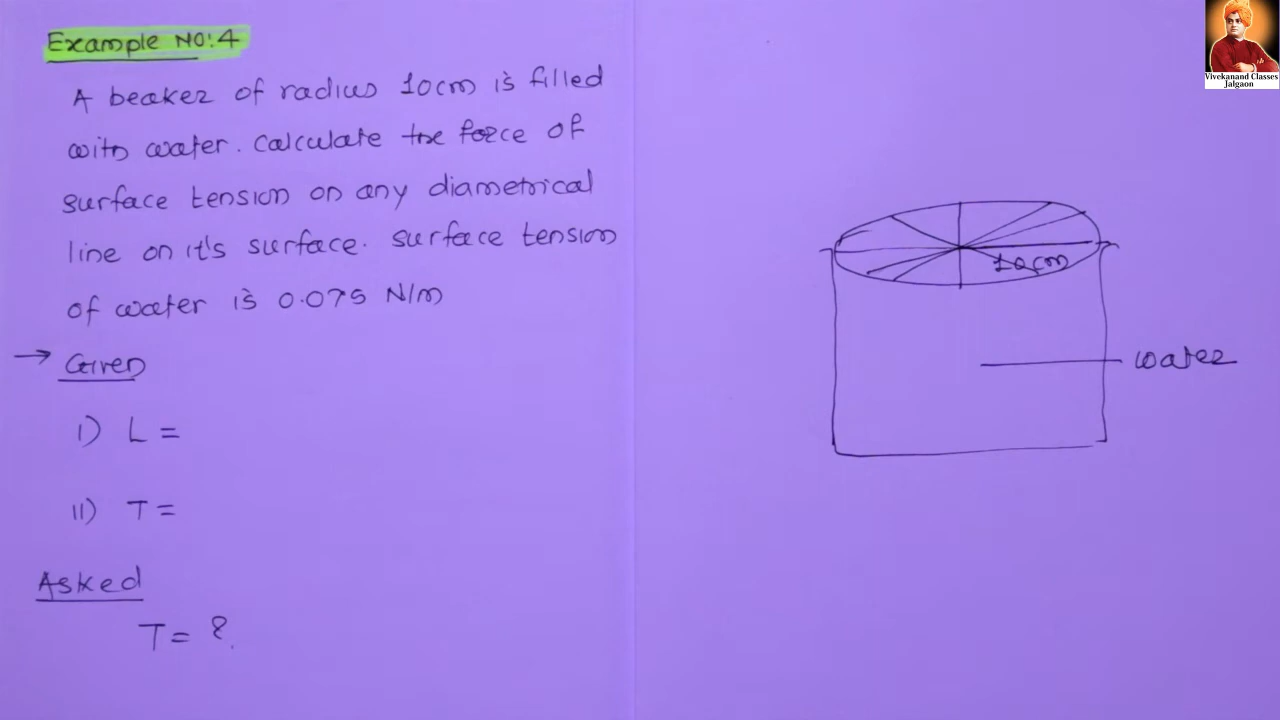 Example No:4
A beaker of radius 10cm is filled
with water. Calculate the force of
surface tension on any diametrical
line on it's surface. surface tension
of water is 0.075 N/m
→ Given
I) L =
II) T =
Asked
T = ?.
10cm
water
Vivekanand Classes
Jalgaon